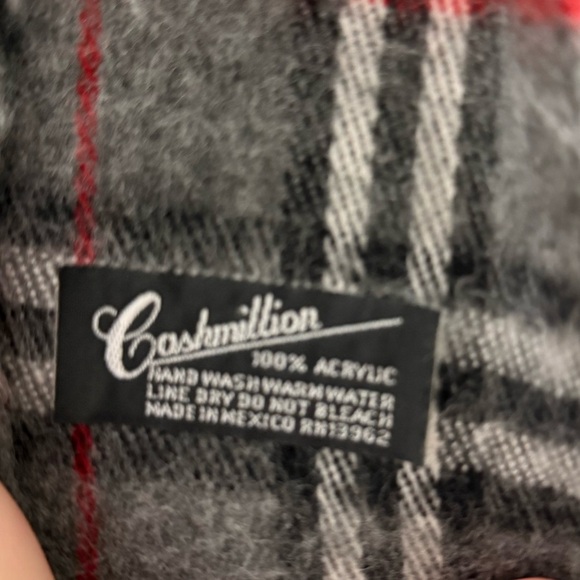 Cashmillion
100% ACRYLIC
HAND WASH WARM WATER
LINE DRY DO NOT BLEACH
MADE IN MEXICO RN13962